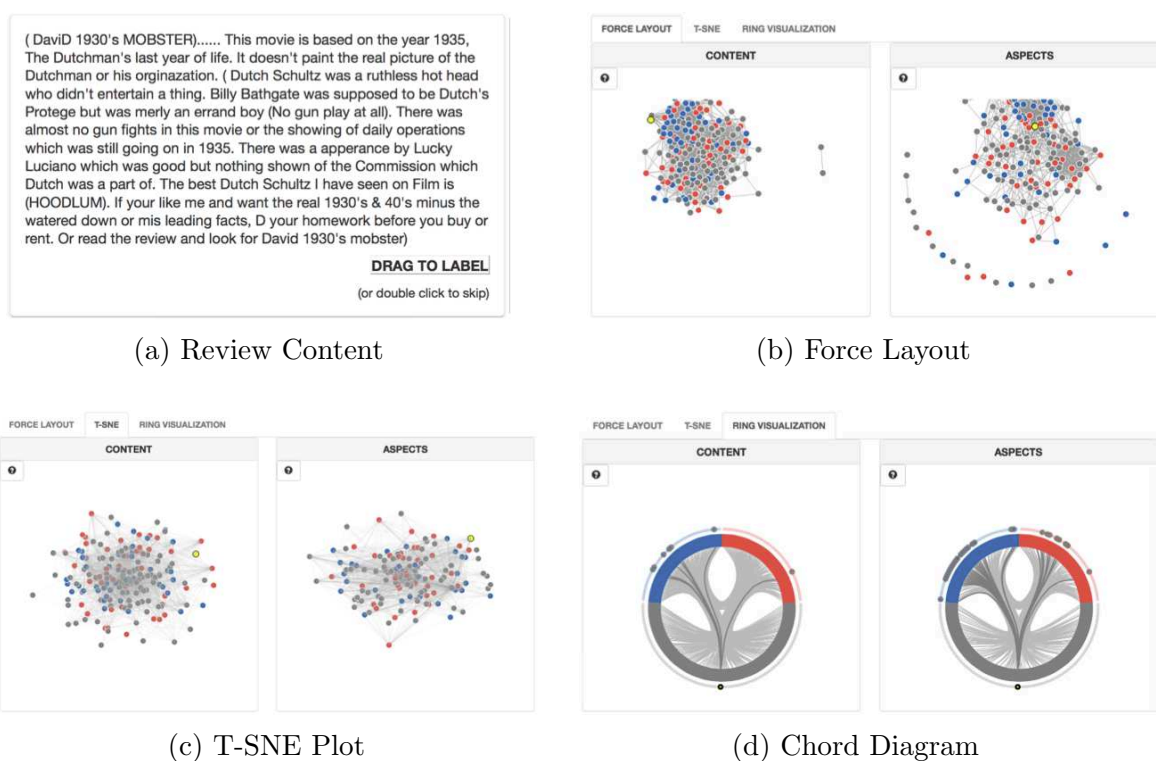 ( DaviD 1930's MOBSTER)...... This movie is based on the year 1935,
The Dutchman's last year of life. It doesn't paint the real picture of the
Dutchman or his orginazation. ( Dutch Schultz was a ruthless hot head
who didn't entertain a thing. Billy Bathgate was supposed to be Dutch's
Protege but was merly an errand boy (No gun play at all). There was
almost no gun fights in this movie or the showing of daily operations
which was still going on in 1935. There was a apperance by Lucky
Luciano which was good but nothing shown of the Commission which
Dutch was a part of. The best Dutch Schultz I have seen on Film is
(HOODLUM). If your like me and want the real 1930's & 40's minus the
watered down or mis leading facts, D your homework before you buy or
rent. Or read the review and look for David 1930's mobster)
DRAG TO LABEL
(or double click to skip)
(a) Review Content
FORCE LAYOUT T-SNE RING VISUALIZATION
CONTENT ASPECTS
? ?
(b) Force Layout
FORCE LAYOUT T-SNE RING VISUALIZATION
CONTENT ASPECTS
? ?
(c) T-SNE Plot
FORCE LAYOUT T-SNE RING VISUALIZATION
CONTENT ASPECTS
? ?
(d) Chord Diagram